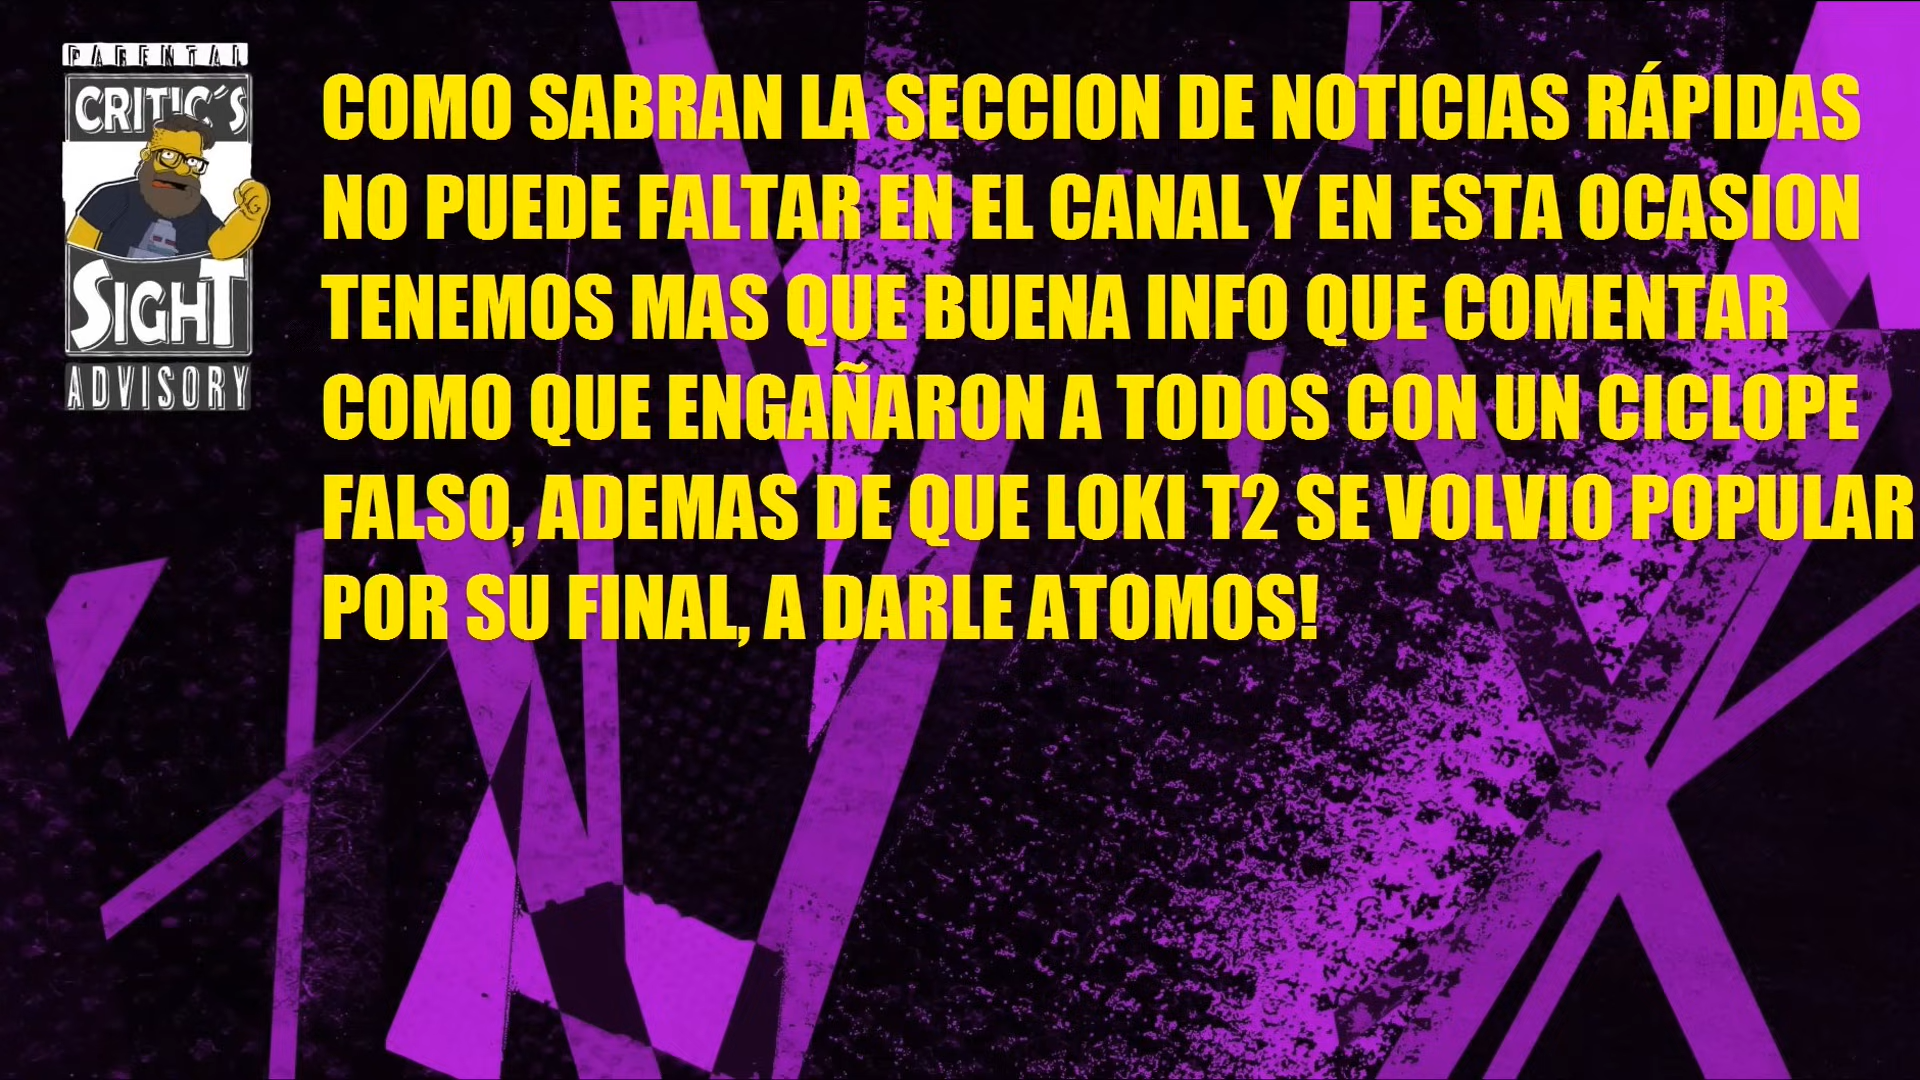 PARENTAL
CRITIC´S
SIGHT
ADVISORY
COMO SABRAN LA SECCION DE NOTICIAS RÁPIDAS
NO PUEDE FALTAR EN EL CANAL Y EN ESTA OCASION
TENEMOS MAS QUE BUENA INFO QUE COMENTAR
COMO QUE ENGAÑARON A TODOS CON UN CICLOPE
FALSO, ADEMAS DE QUE LOKI T2 SE VOLVIO POPULAR
POR SU FINAL, A DARLE ATOMOS!